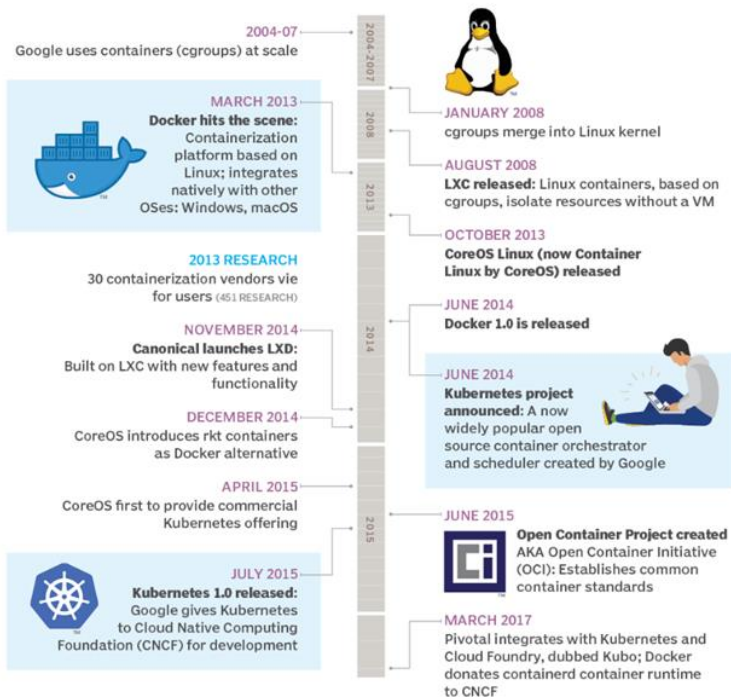 2004-07
Google uses containers (cgroups) at scale
2004-2007
JANUARY 2008
cgroups merge into Linux kernel
MARCH 2013
Docker hits the scene:
Containerization
platform based on
Linux; integrates
natively with other
OSes: Windows, macOS
2008
AUGUST 2008
LXC released: Linux containers, based on
cgroups, isolate resources without a VM
2013
OCTOBER 2013
CoreOS Linux (now Container
Linux by CoreOS) released
2013 RESEARCH
30 containerization vendors vie
for users (451 RESEARCH)
JUNE 2014
Docker 1.0 is released
2014
NOVEMBER 2014
Canonical launches LXD:
Built on LXC with new features and
functionality
JUNE 2014
Kubernetes project
announced: A now
widely popular open
source container orchestrator
and scheduler created by Google
DECEMBER 2014
CoreOS introduces rkt containers
as Docker alternative
APRIL 2015
CoreOS first to provide commercial
Kubernetes offering
2015
JUNE 2015
Open Container Project created
AKA Open Container Initiative
(OCI): Establishes common
container standards
JULY 2015
Kubernetes 1.0 released:
Google gives Kubernetes
to Cloud Native Computing
Foundation (CNCF) for development
MARCH 2017
Pivotal integrates with Kubernetes and
Cloud Foundry, dubbed Kubo; Docker
donates containerd container runtime
to CNCF